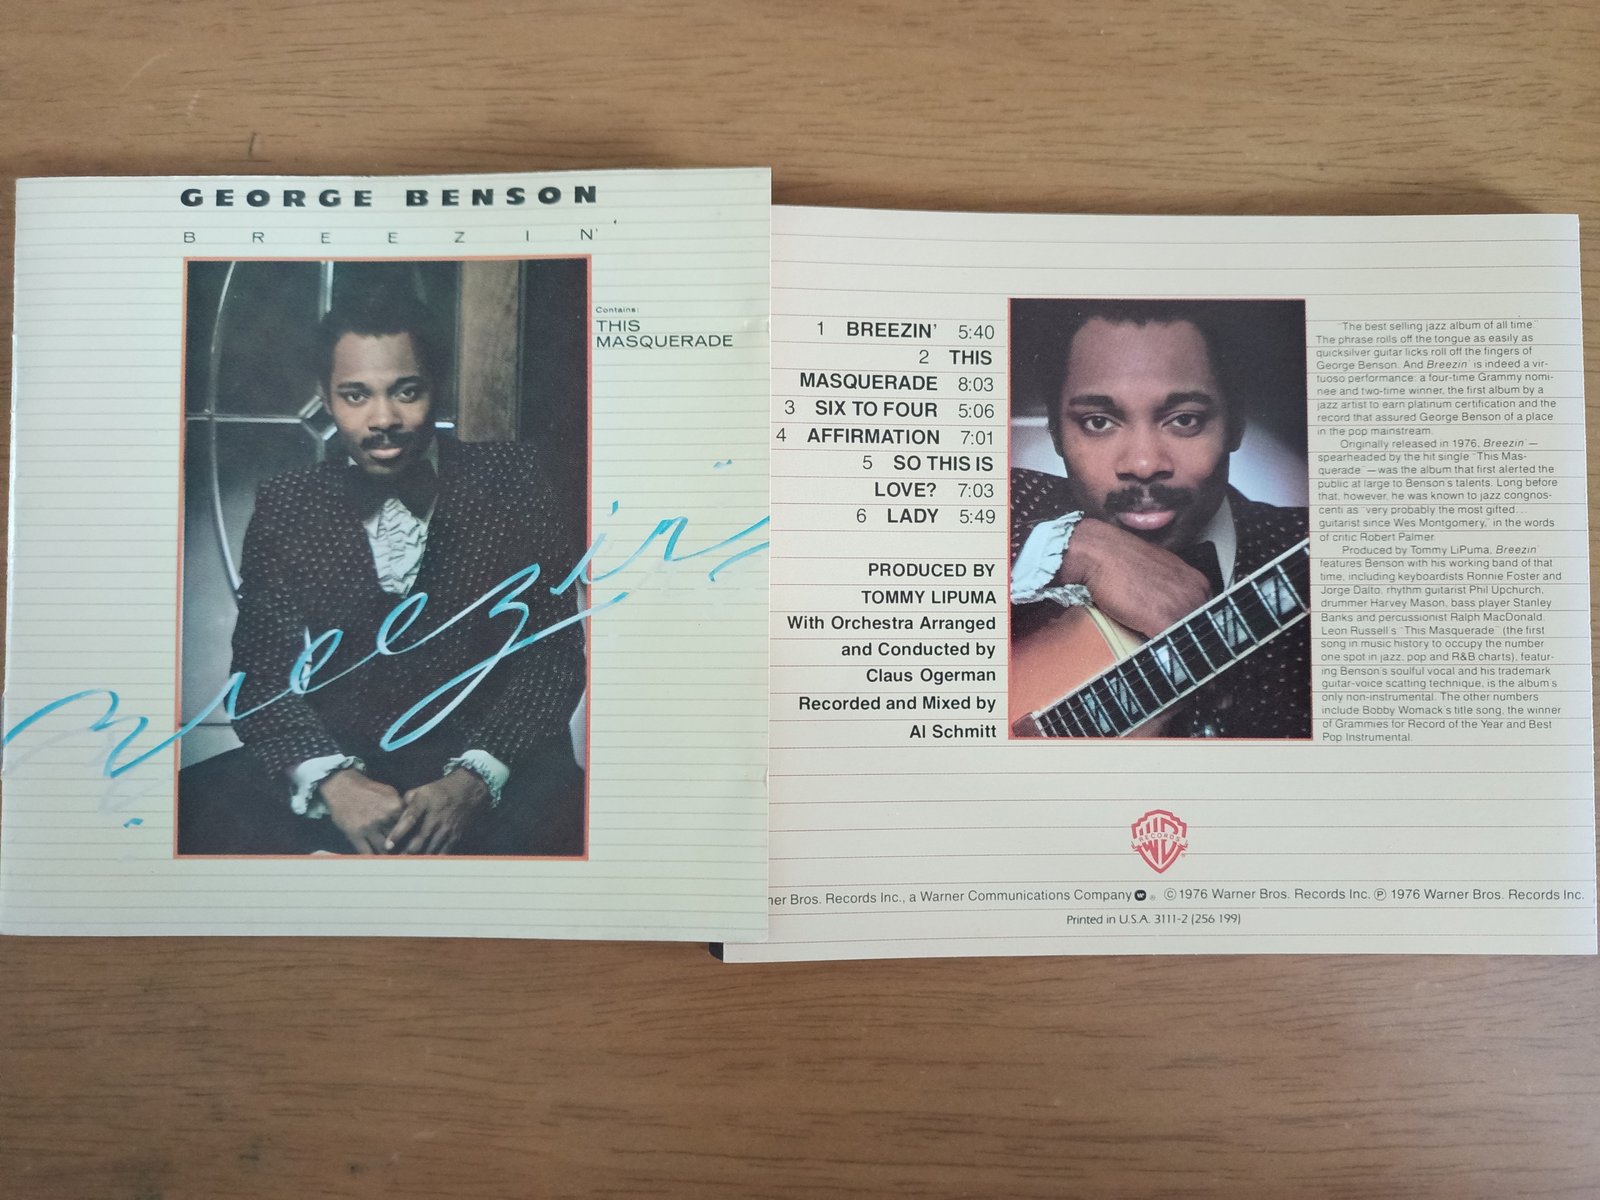 GEORGE BENSON
BREEZIN'
Contains:
THIS
MASQUERADE
Breezin'
1 BREEZIN' 5:40
2 THIS
MASQUERADE 8:03
3 SIX TO FOUR 5:06
4 AFFIRMATION 7:01
5 SO THIS IS
LOVE? 7:03
6 LADY 5:49
PRODUCED BY
TOMMY LIPUMA
With Orchestra Arranged
and Conducted by
Claus Ogerman
Recorded and Mixed by
Al Schmitt
"The best selling jazz album of all time."
The phrase rolls off the tongue as easily as
quicksilver guitar licks roll off the fingers of
George Benson. And Breezin' is indeed a vir-
tuoso performance: a four-time Grammy nomi-
nee and two-time winner, the first album by a
jazz artist to earn platinum certification and the
record that assured George Benson of a place
in the pop mainstream.
Originally released in 1976, Breezin' —
spearheaded by the hit single "This Mas-
querade" — was the album that first alerted the
public at large to Benson's talents. Long before
that, however, he was known to jazz congnos-
centi as "very probably the most gifted...
guitarist since Wes Montgomery," in the words
of critic Robert Palmer.
Produced by Tommy LiPuma, Breezin'
features Benson with his working band of that
time, including keyboardists Ronnie Foster and
Jorge Dalto, rhythm guitarist Phil Upchurch,
drummer Harvey Mason, bass player Stanley
Banks and percussionist Ralph MacDonald.
Leon Russell's "This Masquerade" (the first
song in music history to occupy the number
one spot in jazz, pop and R&B charts), featur-
ing Benson's soulful vocal and his trademark
guitar-voice scatting technique, is the album's
only non-instrumental. The other numbers
include Bobby Womack's title song, the winner
of Grammies for Record of the Year and Best
Pop Instrumental.
WB
RECORDS
ner Bros. Records Inc., a Warner Communications Company ® ©1976 Warner Bros. Records Inc. ℗ 1976 Warner Bros. Records Inc.
Printed in U.S.A. 3111-2 (256 199)